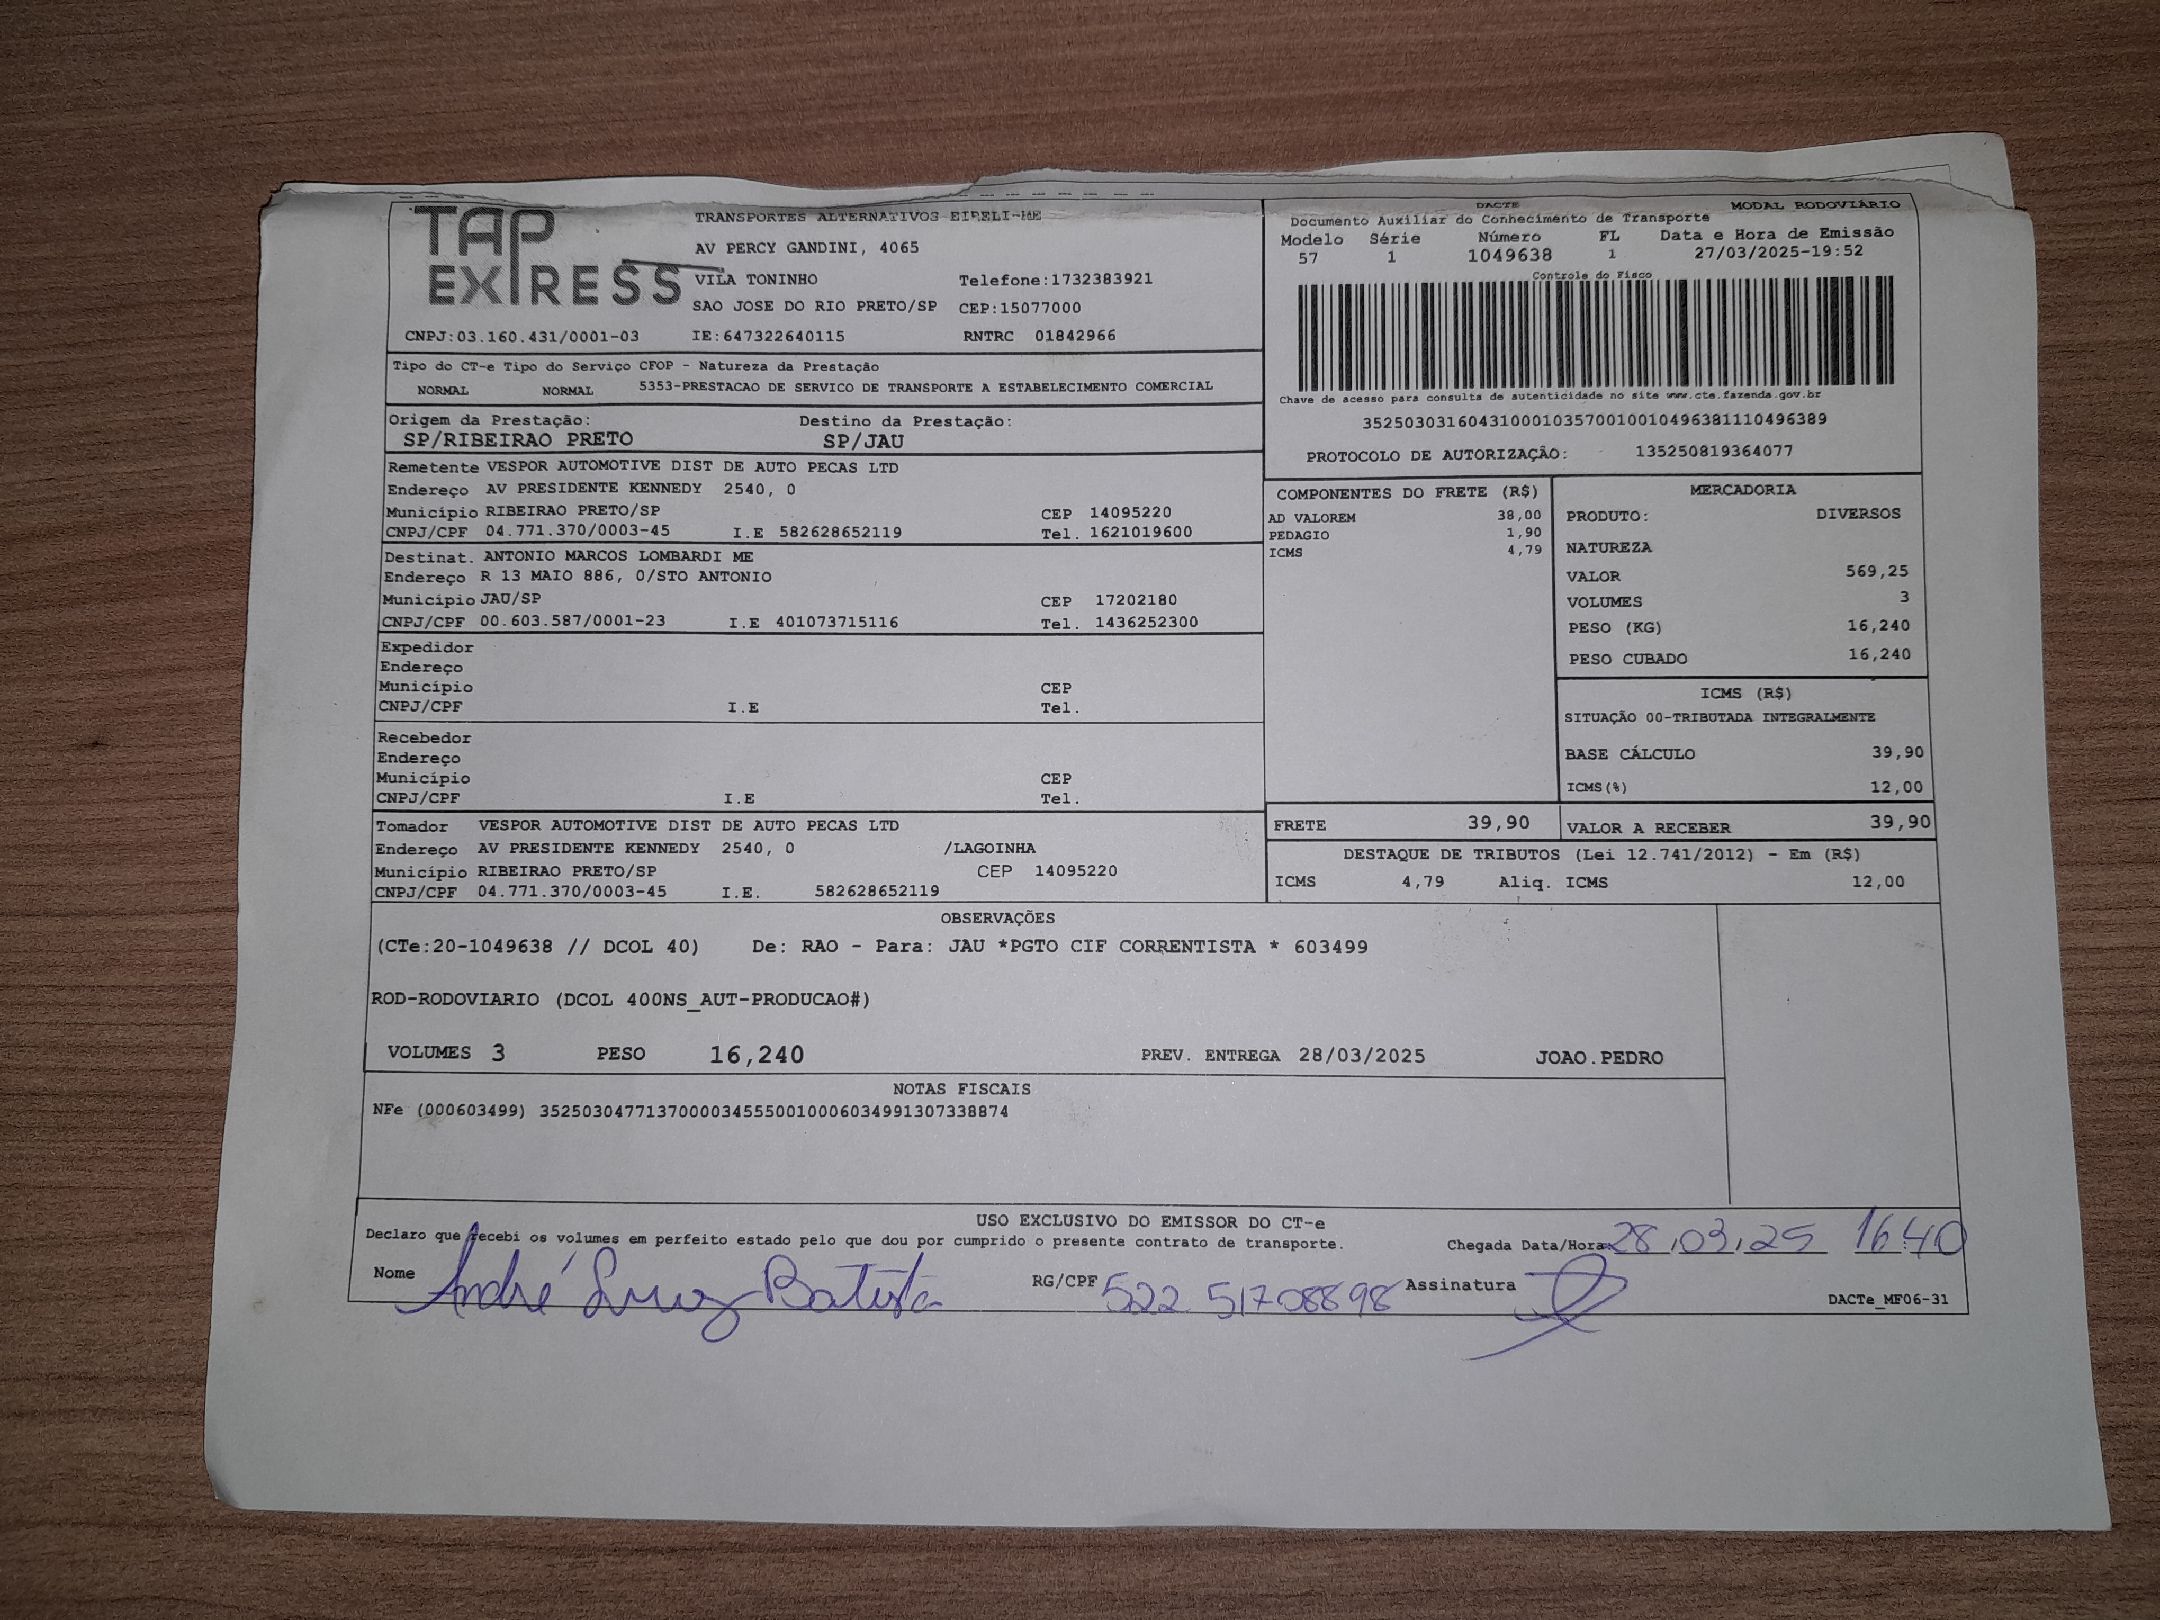 TAP
EXPRESS
TRANSPORTES ALTERNATIVOS EIRELI-ME
AV PERCY GANDINI, 4065
VILA TONINHO Telefone:1732383921
SAO JOSE DO RIO PRETO/SP CEP:15077000
CNPJ:03.160.431/0001-03 IE:647322640115 RNTRC 01842966
DACTE MODAL RODOVIÁRIO
Documento Auxiliar do Conhecimento de Transporte
Modelo Série Número FL Data e Hora de Emissão
57 1 1049638 1 27/03/2025-19:52
Controle do Fisco
Chave de acesso para consulta de autenticidade no site www.cte.fazenda.gov.br
35250303160431000103570010010496381110496389
PROTOCOLO DE AUTORIZAÇÃO: 135250819364077
Tipo do CT-e Tipo do Serviço CFOP - Natureza da Prestação
NORMAL NORMAL 5353-PRESTACAO DE SERVICO DE TRANSPORTE A ESTABELECIMENTO COMERCIAL
Origem da Prestação: Destino da Prestação:
SP/RIBEIRAO PRETO SP/JAU
Remetente VESPOR AUTOMOTIVE DIST DE AUTO PECAS LTD
Endereço AV PRESIDENTE KENNEDY 2540, 0
Município RIBEIRAO PRETO/SP CEP 14095220
CNPJ/CPF 04.771.370/0003-45 I.E 582628652119 Tel. 1621019600
Destinat. ANTONIO MARCOS LOMBARDI ME
Endereço R 13 MAIO 886, 0/STO ANTONIO
Município JAU/SP CEP 17202180
CNPJ/CPF 00.603.587/0001-23 I.E 401073715116 Tel. 1436252300
Expedidor
Endereço
Município CEP
CNPJ/CPF I.E Tel.
Recebedor
Endereço
Município CEP
CNPJ/CPF I.E Tel.
Tomador VESPOR AUTOMOTIVE DIST DE AUTO PECAS LTD
Endereço AV PRESIDENTE KENNEDY 2540, 0 /LAGOINHA
Município RIBEIRAO PRETO/SP CEP 14095220
CNPJ/CPF 04.771.370/0003-45 I.E. 582628652119
COMPONENTES DO FRETE (R$)
AD VALOREM 38,00
PEDAGIO 1,90
ICMS 4,79
MERCADORIA
PRODUTO: DIVERSOS
NATUREZA
VALOR 569,25
VOLUMES 3
PESO (KG) 16,240
PESO CUBADO 16,240
ICMS (R$)
SITUAÇÃO 00-TRIBUTADA INTEGRALMENTE
BASE CÁLCULO 39,90
ICMS(%) 12,00
FRETE 39,90 VALOR A RECEBER 39,90
DESTAQUE DE TRIBUTOS (Lei 12.741/2012) - Em (R$)
ICMS 4,79 Aliq. ICMS 12,00
OBSERVAÇÕES
(CTe:20-1049638 // DCOL 40) De: RAO - Para: JAU *PGTO CIF CORRENTISTA * 603499
ROD-RODOVIARIO (DCOL 400NS_AUT-PRODUCAO#)
VOLUMES 3 PESO 16,240 PREV. ENTREGA 28/03/2025 JOAO.PEDRO
NOTAS FISCAIS
NFe (000603499) 35250304771370000345550010006034991307338874
USO EXCLUSIVO DO EMISSOR DO CT-e
Declaro que recebi os volumes em perfeito estado pelo que dou por cumprido o presente contrato de transporte. Chegada Data/Hora 28,03,25 16:40
Nome André Luiz Batista RG/CPF 522 51708898 Assinatura
DACTe_MF06-31